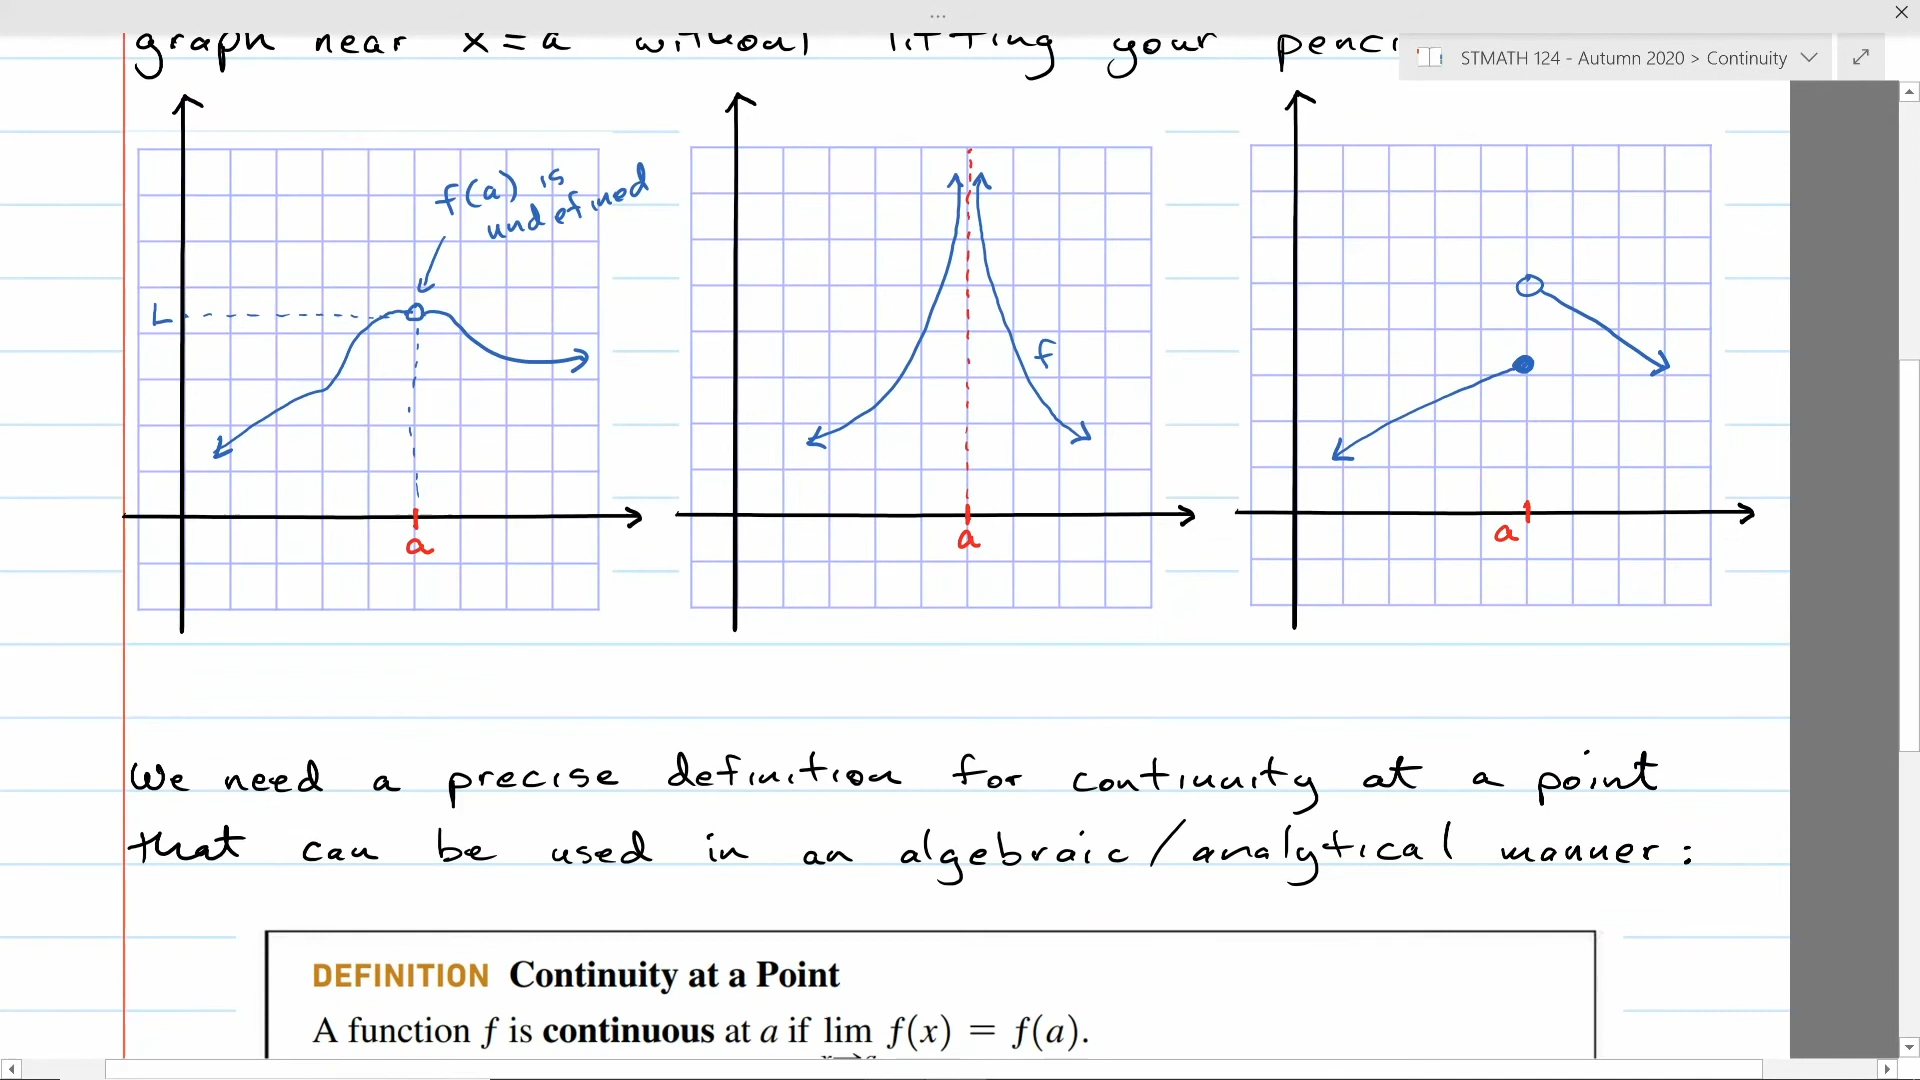 graph near x = a without lifting your
STMATH 124 - Autumn 2020 > Continuity
f(a) is
undefined
L
a
f
a
a
We need a precise definition for continuity at a point
that can be used in an algebraic/analytical manner:
DEFINITION Continuity at a Point
A function f is continuous at a if lim f(x) = f(a).